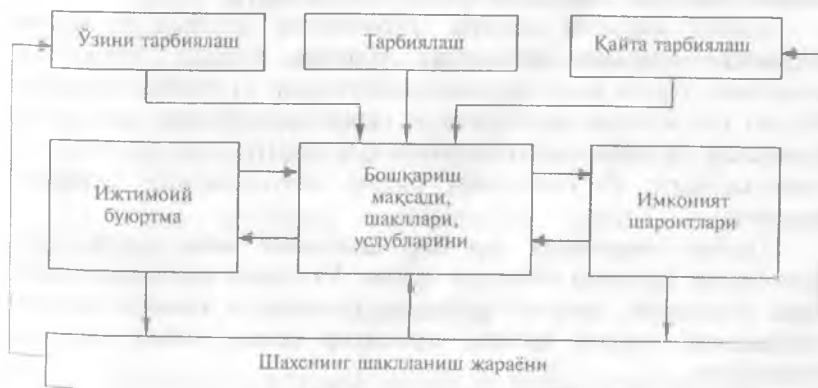 Ўзини тарбиялаш
Тарбиялаш
Қайта тарбиялаш
Ижтимоий
буюртма
Бошқариш
мақсади,
шакллари,
услубларини
Имконият
шароитлари
Шахснинг шаклланиш жараёни